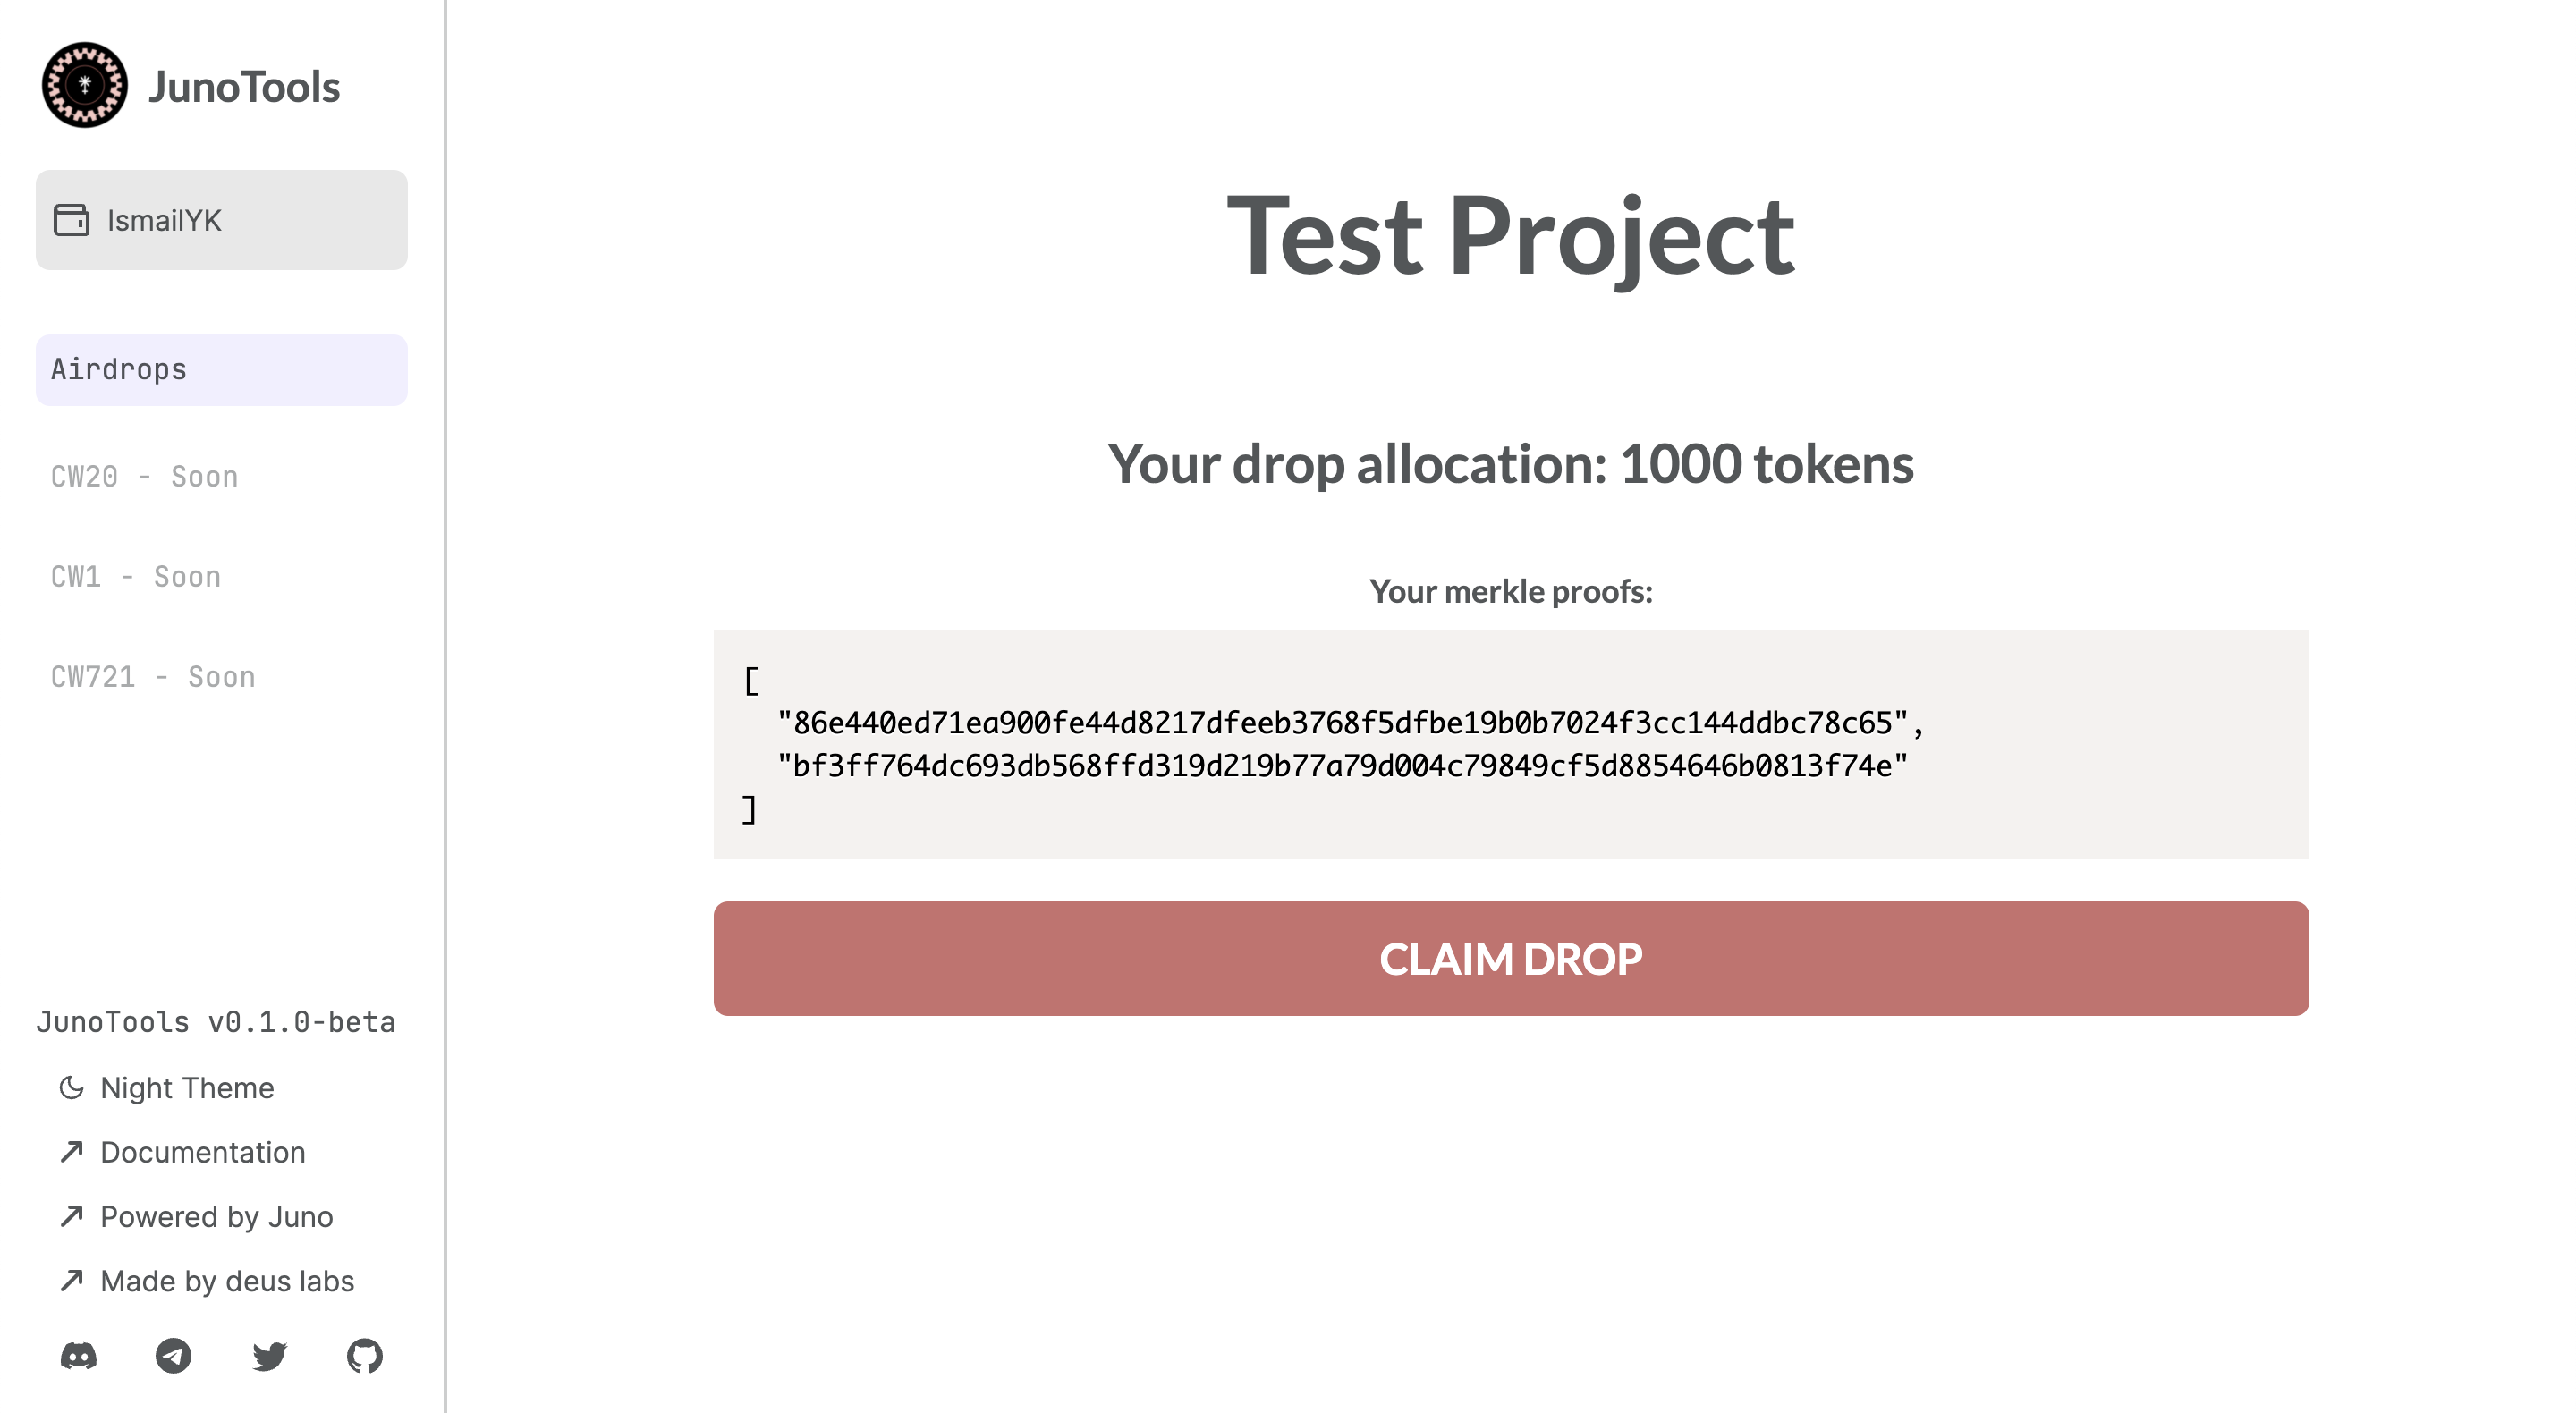 JunoTools
IsmailYK
Airdrops
CW20 - Soon
CW1 - Soon
CW721 - Soon
JunoTools v0.1.0-beta
Night Theme
Documentation
Powered by Juno
Made by deus labs
Test Project
Your drop allocation: 1000 tokens
Your merkle proofs:
[
"86e440ed71ea900fe44d8217dfeeb3768f5dfbe19b0b7024f3cc144ddbc78c65",
"bf3ff764dc693db568ffd319d219b77a79d004c79849cf5d8854646b0813f74e"
]
CLAIM DROP